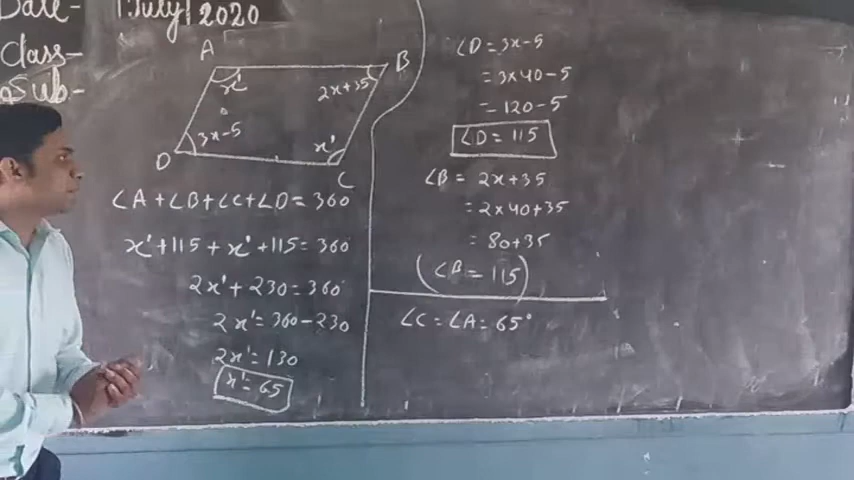 Date- 1 July 2020
Class-
Sub.-
A
B
x'
2x+35
3x-5
x'
D
C
∠A+∠B+∠C+∠D=360
x'+115+x'+115=360
2x'+230=360
2x'=360-230
2x'=130
x'=65
∠D=3x-5
=3x40-5
=120-5
∠D=115
∠B=2x+35
=2x40+35
=80+35
(∠B=115)
∠C=∠A=65°